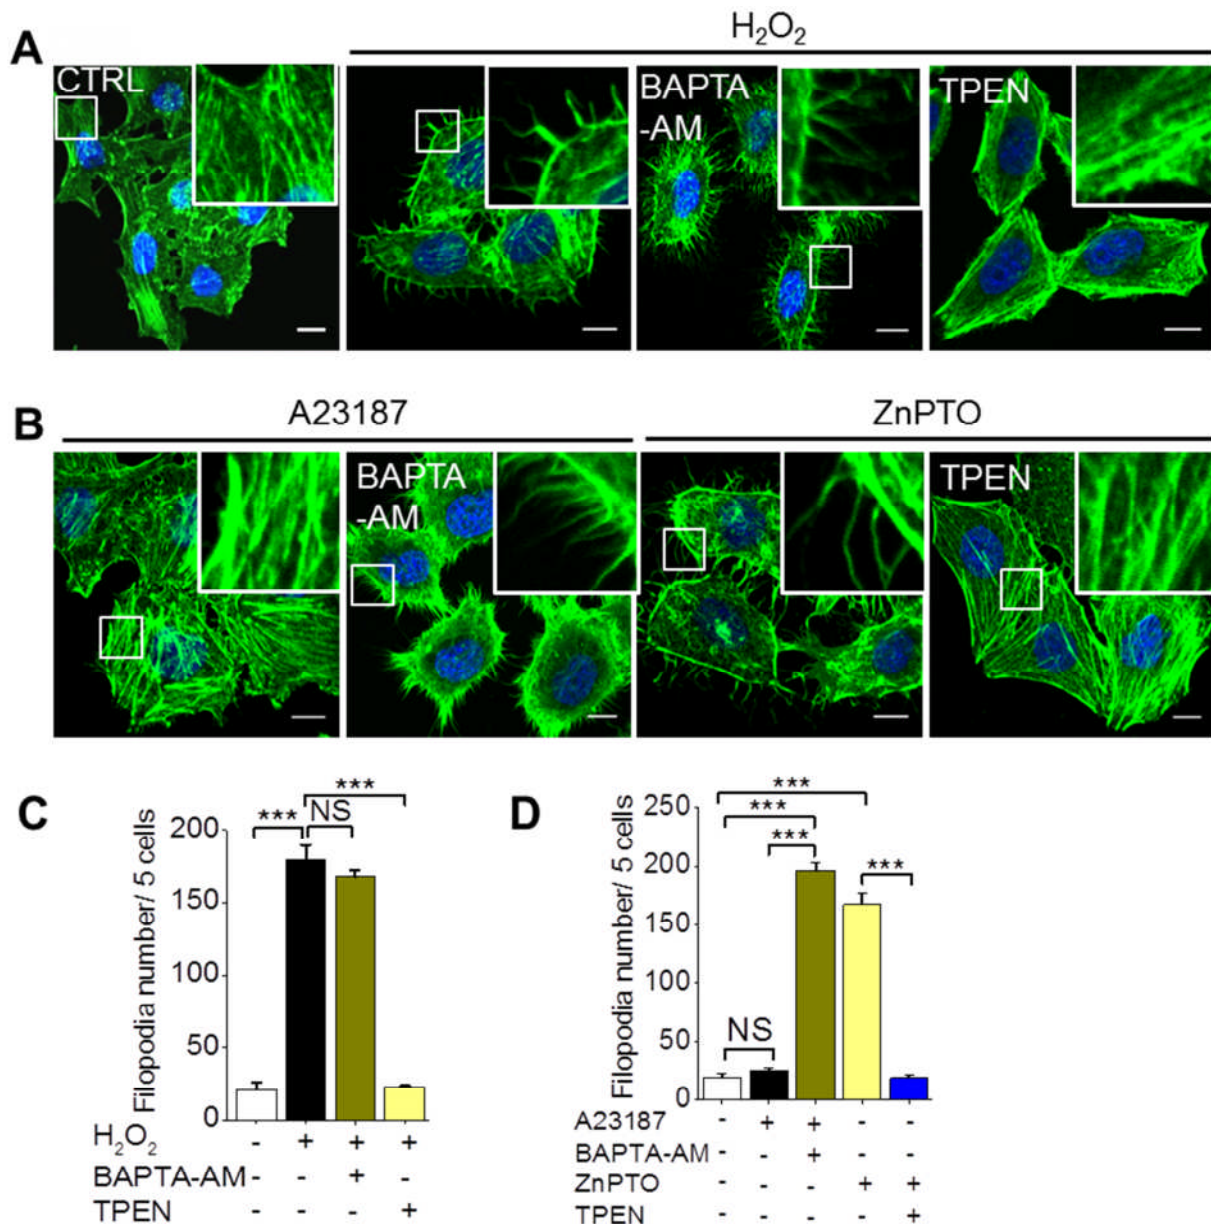 A
H₂O₂
CTRL
BAPTA
-AM
TPEN
B
A23187
ZnPTO
BAPTA
-AM
TPEN
C
Filopodia number/ 5 cells
200
150
100
50
0
***
NS
***
H₂O₂ - + + +
BAPTA-AM - - + -
TPEN - - - +
D
Filopodia number/ 5 cells
250
200
150
100
50
0
***
***
***
***
NS
A23187 - + + - -
BAPTA-AM - - + - -
ZnPTO - - - + +
TPEN - - - - +